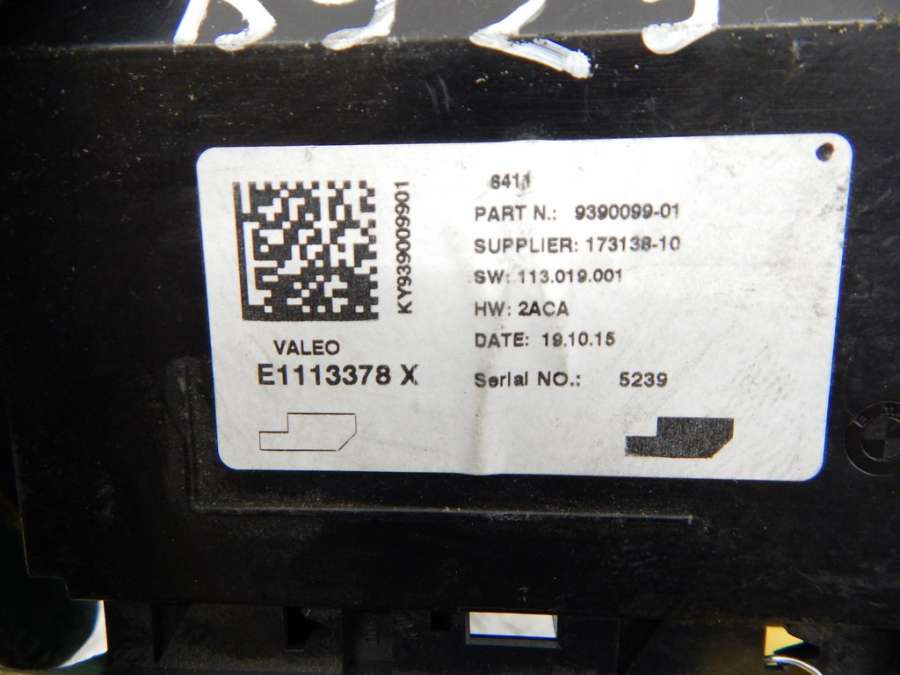 6411
PART N.: 9390099-01
SUPPLIER: 173138-10
SW: 113.019.001
HW: 2ACA
DATE: 19.10.15
Serial NO.: 5239
KY939009901
VALEO
E1113378 X